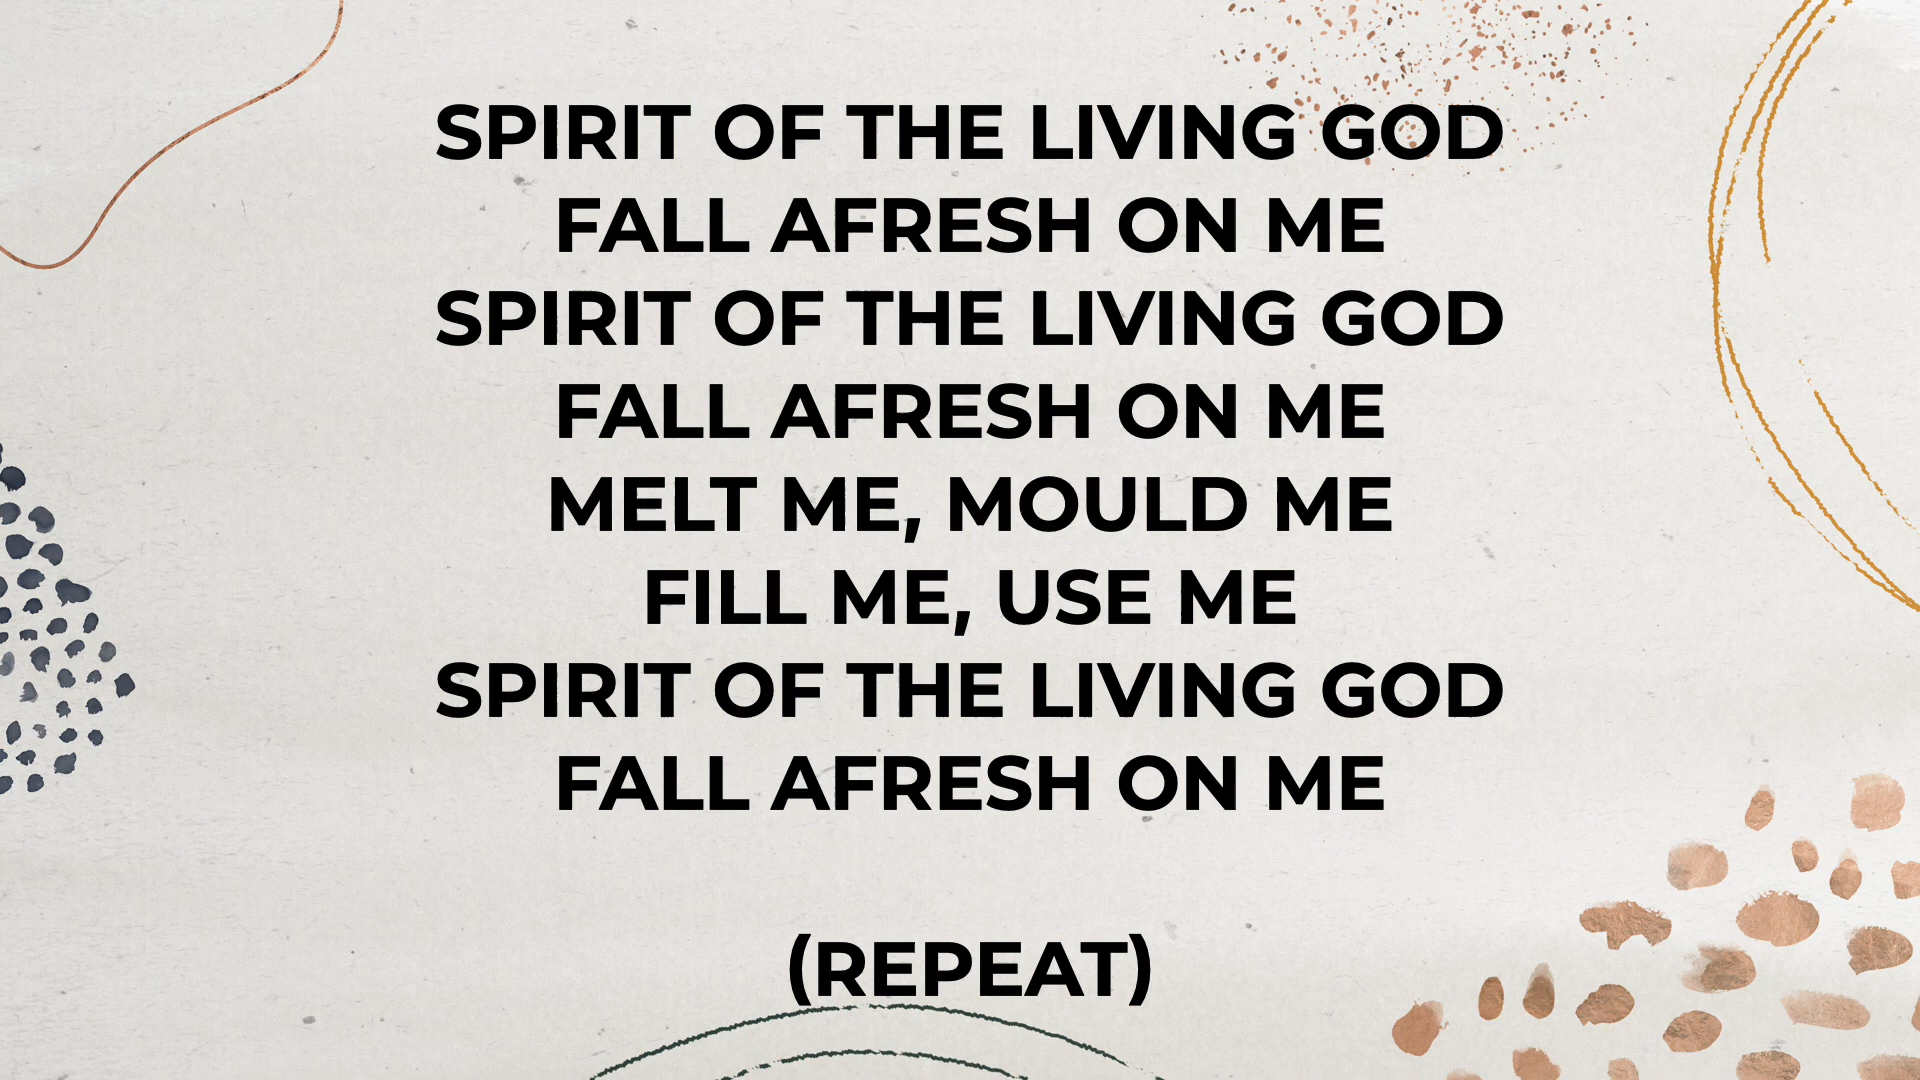 SPIRIT OF THE LIVING GOD
FALL AFRESH ON ME
SPIRIT OF THE LIVING GOD
FALL AFRESH ON ME
MELT ME, MOULD ME
FILL ME, USE ME
SPIRIT OF THE LIVING GOD
FALL AFRESH ON ME
(REPEAT)